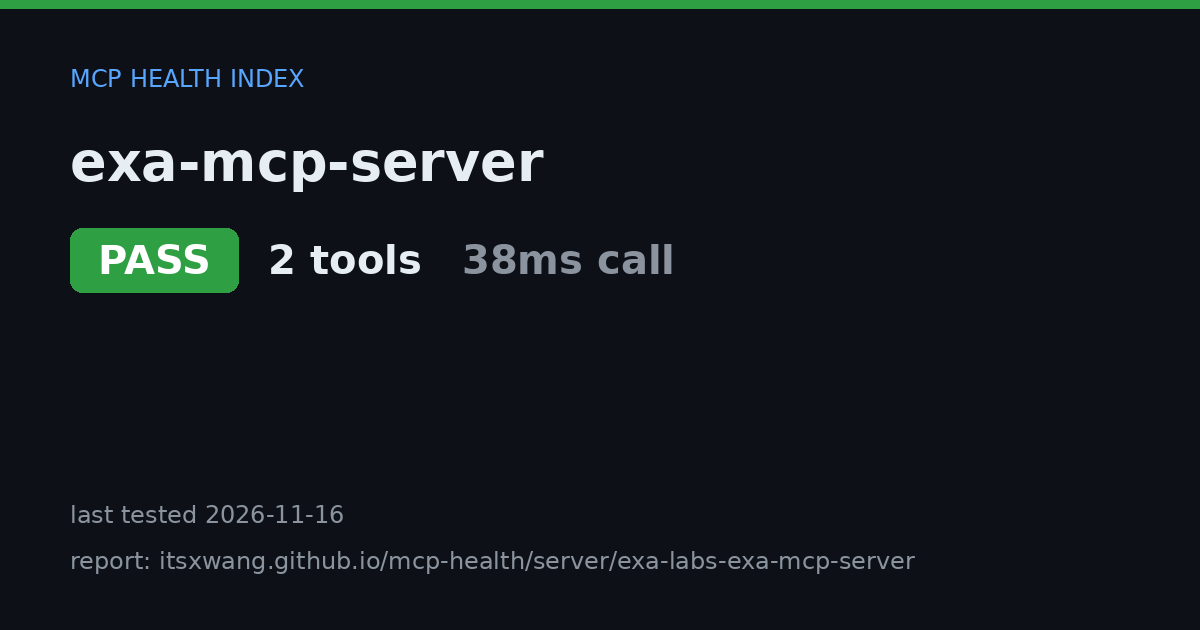 MCP HEALTH INDEX
exa-mcp-server
PASS 2 tools 38ms call
last tested 2026-11-16
report: itsxwang.github.io/mcp-health/server/exa-labs-exa-mcp-server